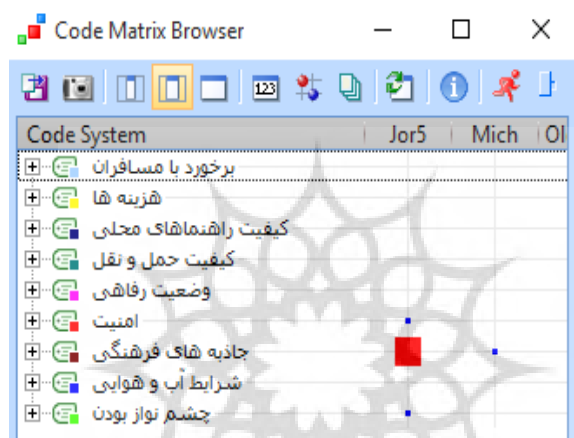 Code Matrix Browser
123
Code System Jor5 Mich Ol
برخورد با مسافران
هزینه ها
کیفیت راهنماهای محلی
کیفیت حمل و نقل
وضعیت رفاهی
امنیت
جاذبه های فرهنگی
شرایط آب و هوایی
چشم نواز بودن